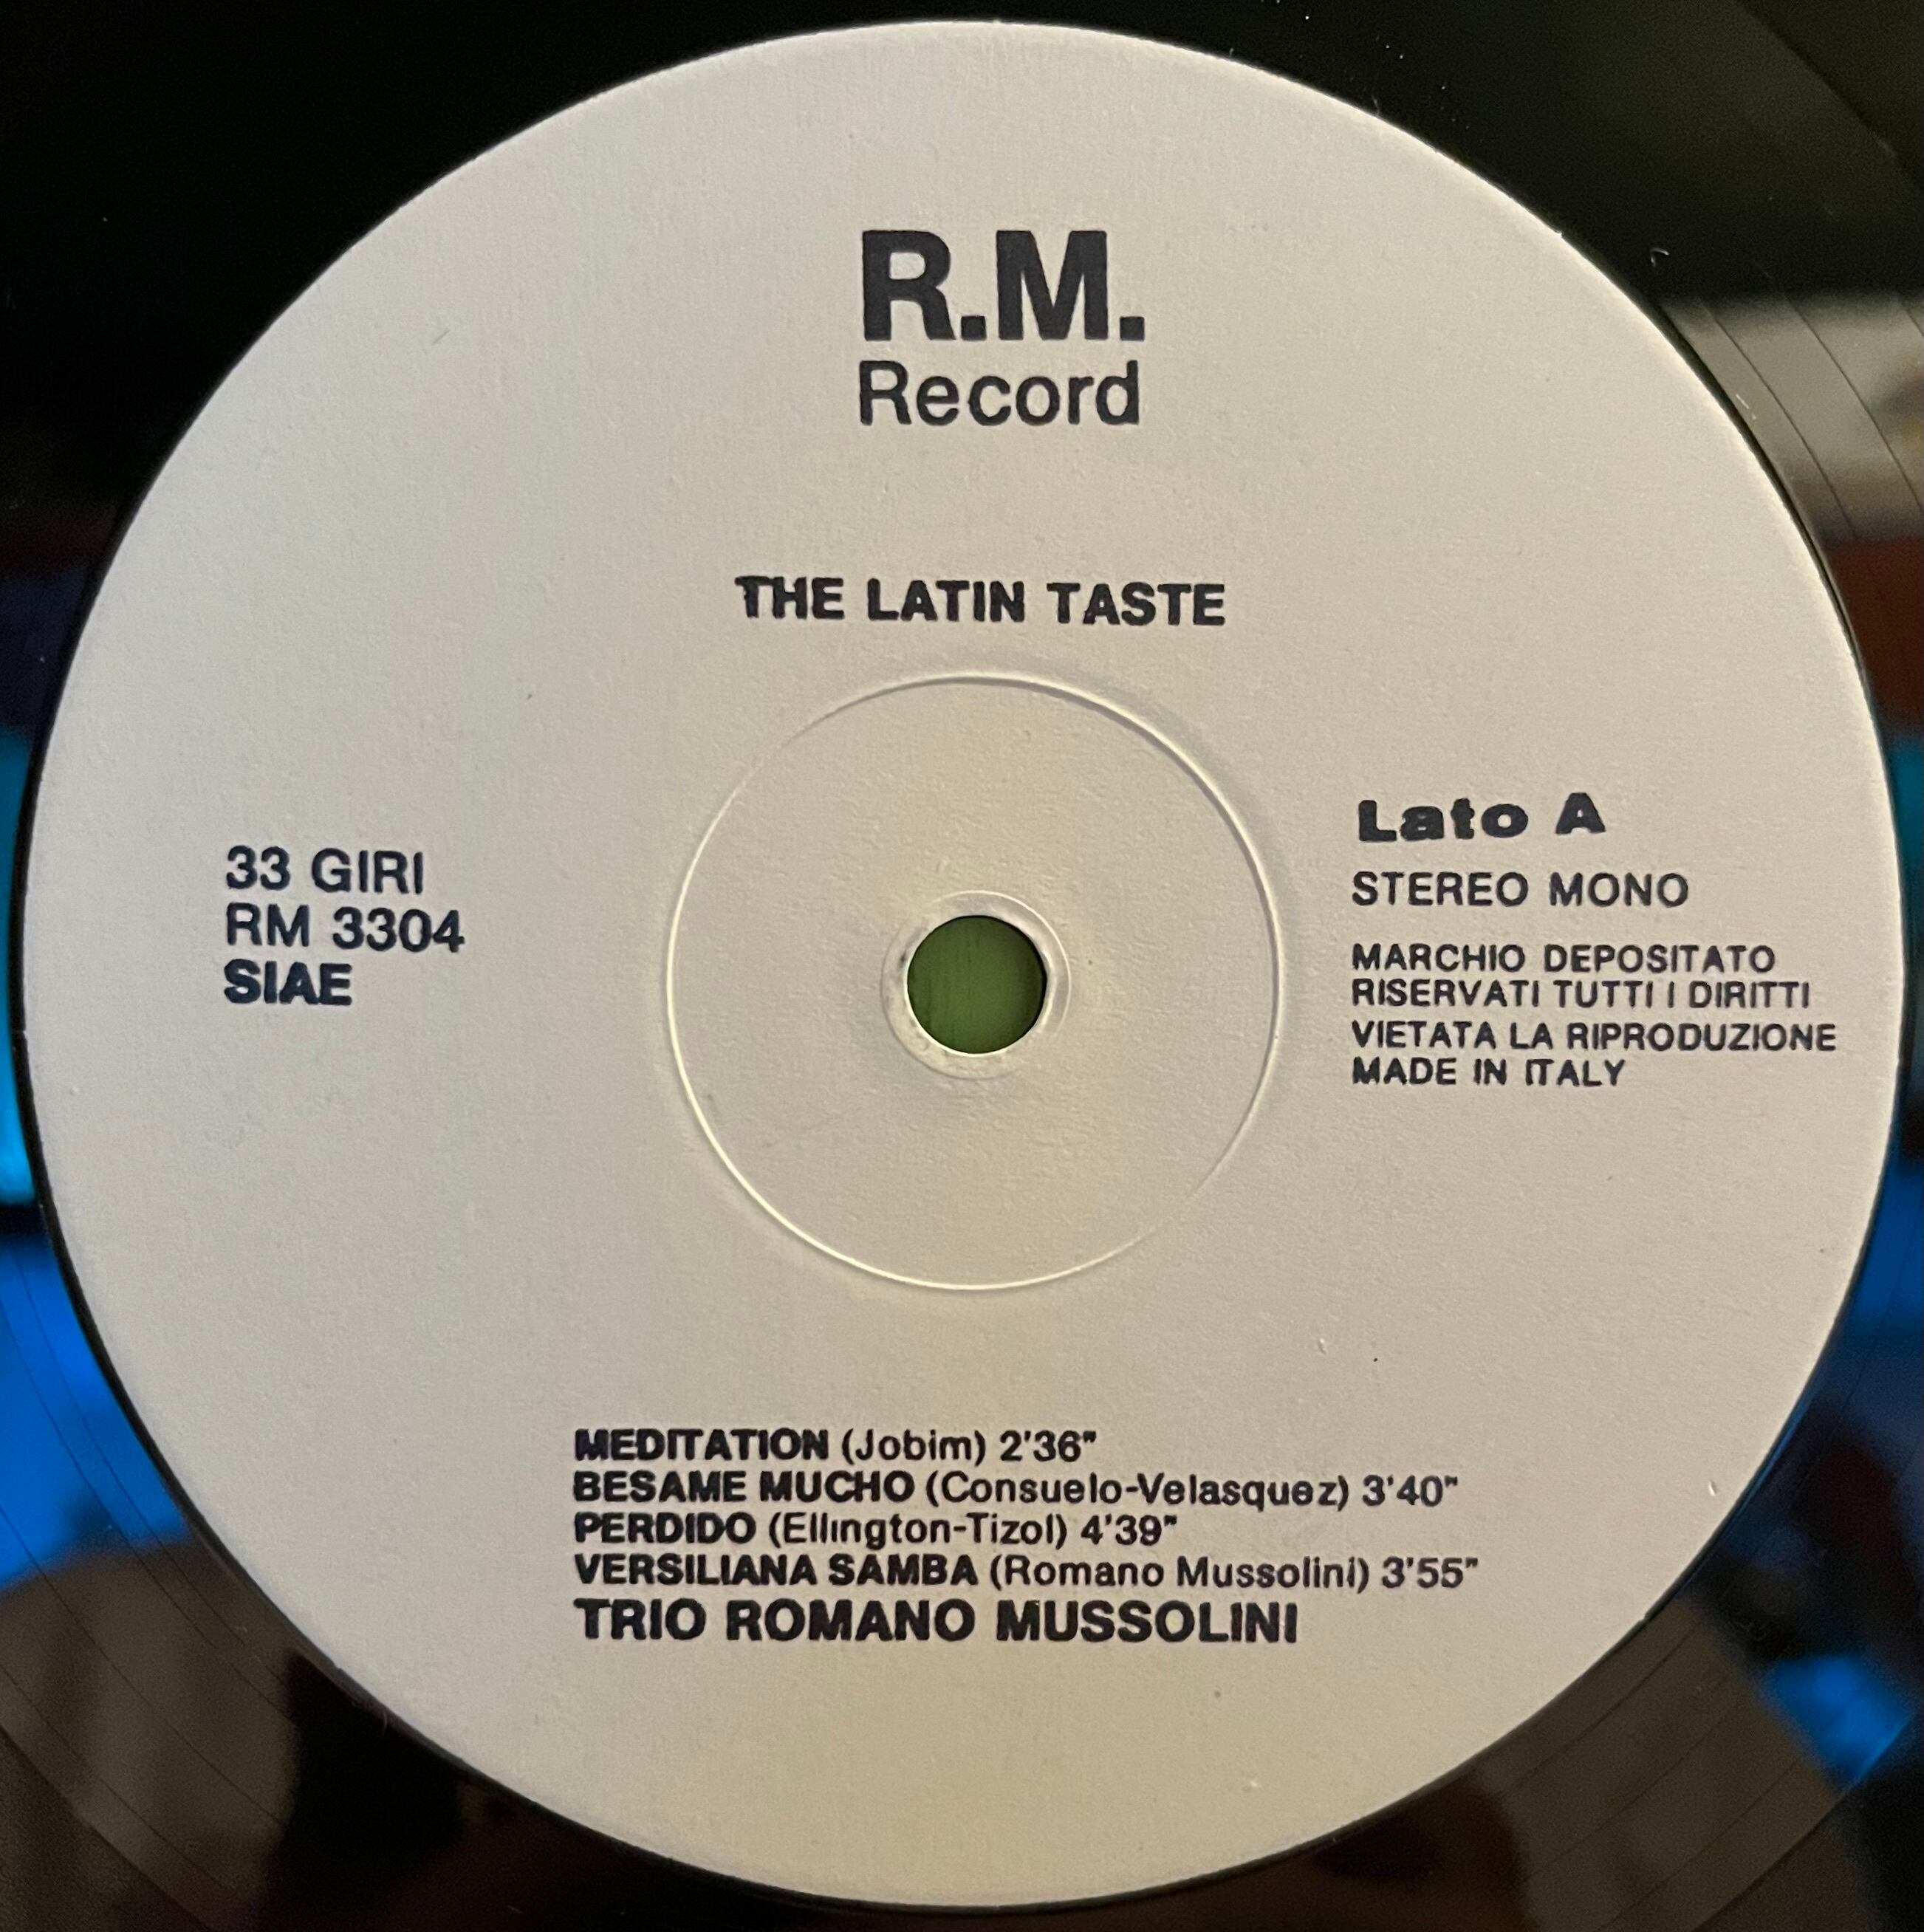 R.M.
Record
THE LATIN TASTE
33 GIRI
RM 3304
SIAE
Lato A
STEREO MONO
MARCHIO DEPOSITATO
RISERVATI TUTTI I DIRITTI
VIETATA LA RIPRODUZIONE
MADE IN ITALY
MEDITATION (Jobim) 2'36"
BESAME MUCHO (Consuelo-Velasquez) 3'40"
PERDIDO (Ellington-Tizol) 4'39"
VERSILIANA SAMBA (Romano Mussolini) 3'55"
TRIO ROMANO MUSSOLINI